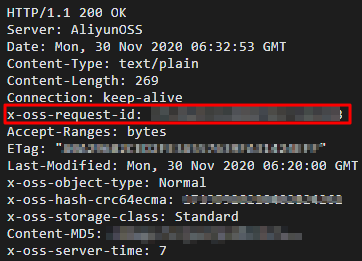 HTTP/1.1 200 OK
Server: AliyunOSS
Date: Mon, 30 Nov 2020 06:32:53 GMT
Content-Type: text/plain
Content-Length: 269
Connection: keep-alive
x-oss-request-id:
Accept-Ranges: bytes
ETag:
Last-Modified: Mon, 30 Nov 2020 06:20:00 GMT
x-oss-object-type: Normal
x-oss-hash-crc64ecma:
x-oss-storage-class: Standard
Content-MD5:
x-oss-server-time: 7